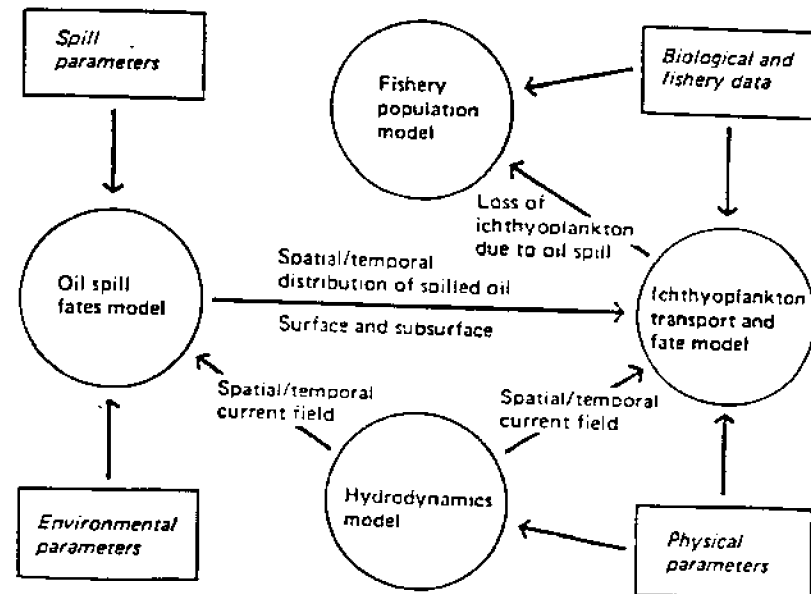 Spill
parameters
Fishery
population
model
Biological and
fishery data
Loss of
ichthyoplankton
due to oil spill
Oil spill
fates model
Spatial/temporal
distribution of spilled oil
Surface and subsurface
Ichthyoplankton
transport and
fate model
Spatial/temporal
current field
Spatial/temporal
current field
Hydrodynamics
model
Environmental
parameters
Physical
parameters